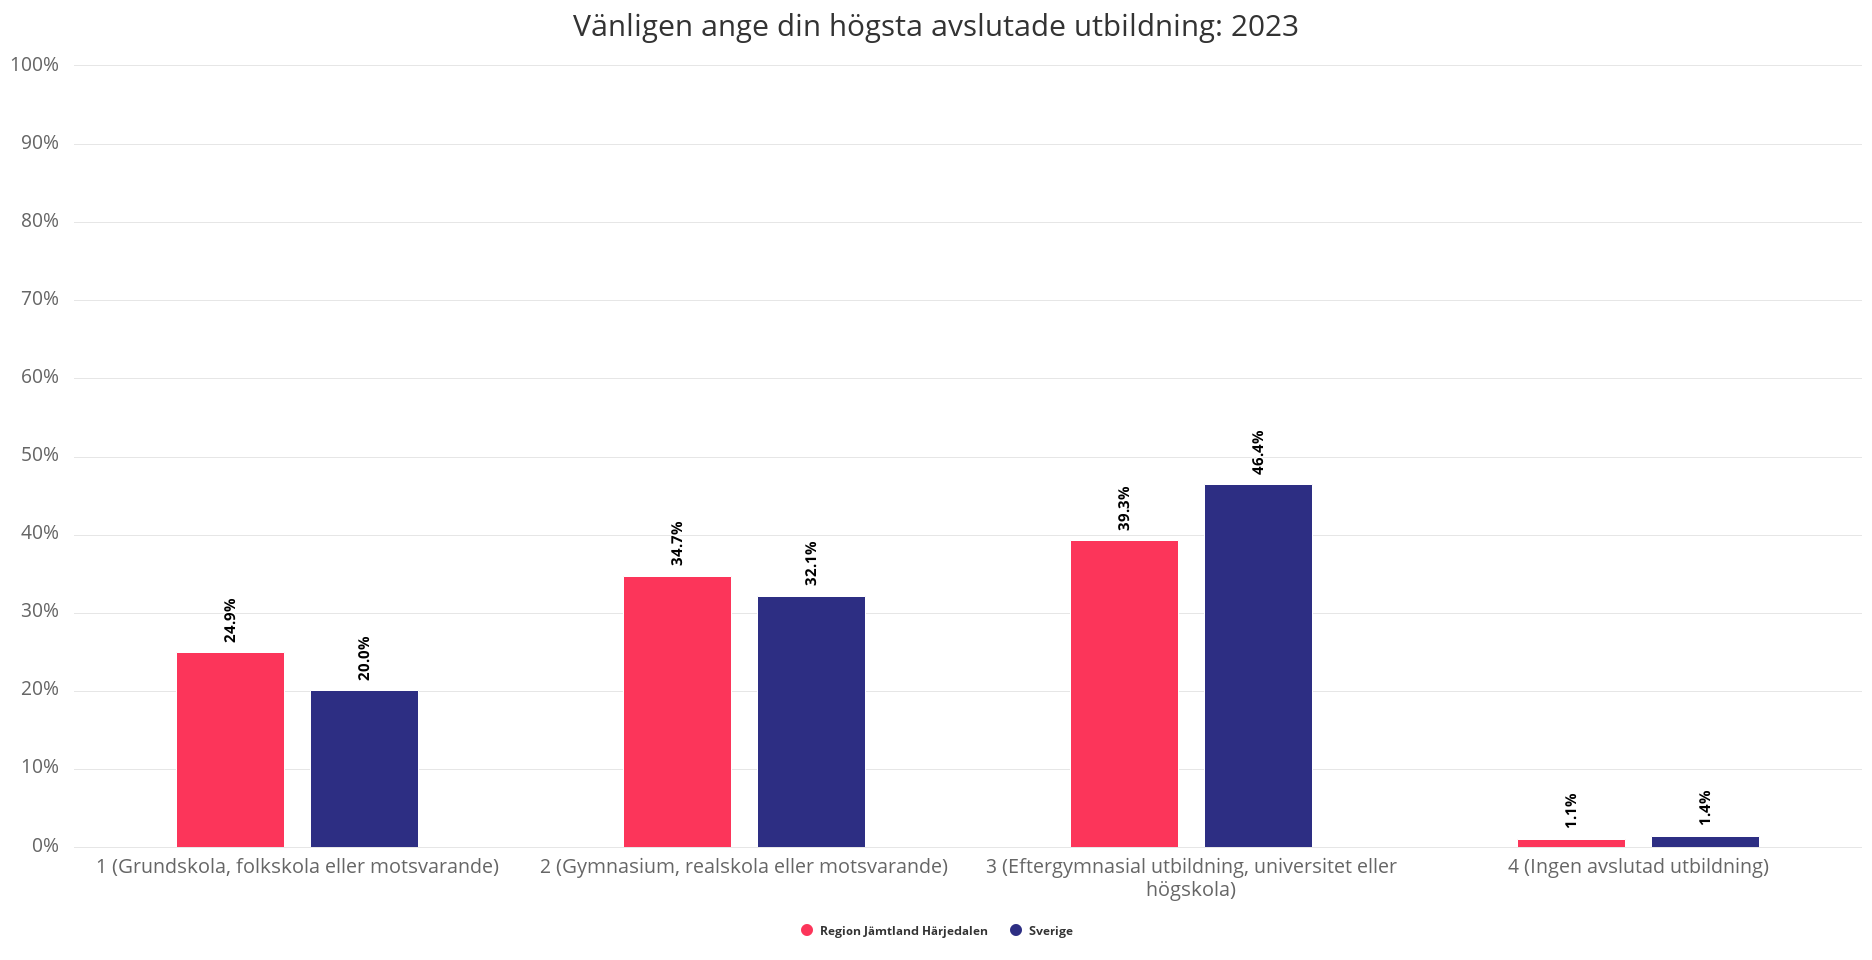 Vänligen ange din högsta avslutade utbildning: 2023
100%
90%
80%
70%
60%
50%
40%
30%
20%
10%
0%
24.9%
20.0%
34.7%
32.1%
39.3%
46.4%
1.1%
1.4%
1 (Grundskola, folkskola eller motsvarande)
2 (Gymnasium, realskola eller motsvarande)
3 (Eftergymnasial utbildning, universitet eller
högskola)
4 (Ingen avslutad utbildning)
Region Jämtland Härjedalen
Sverige